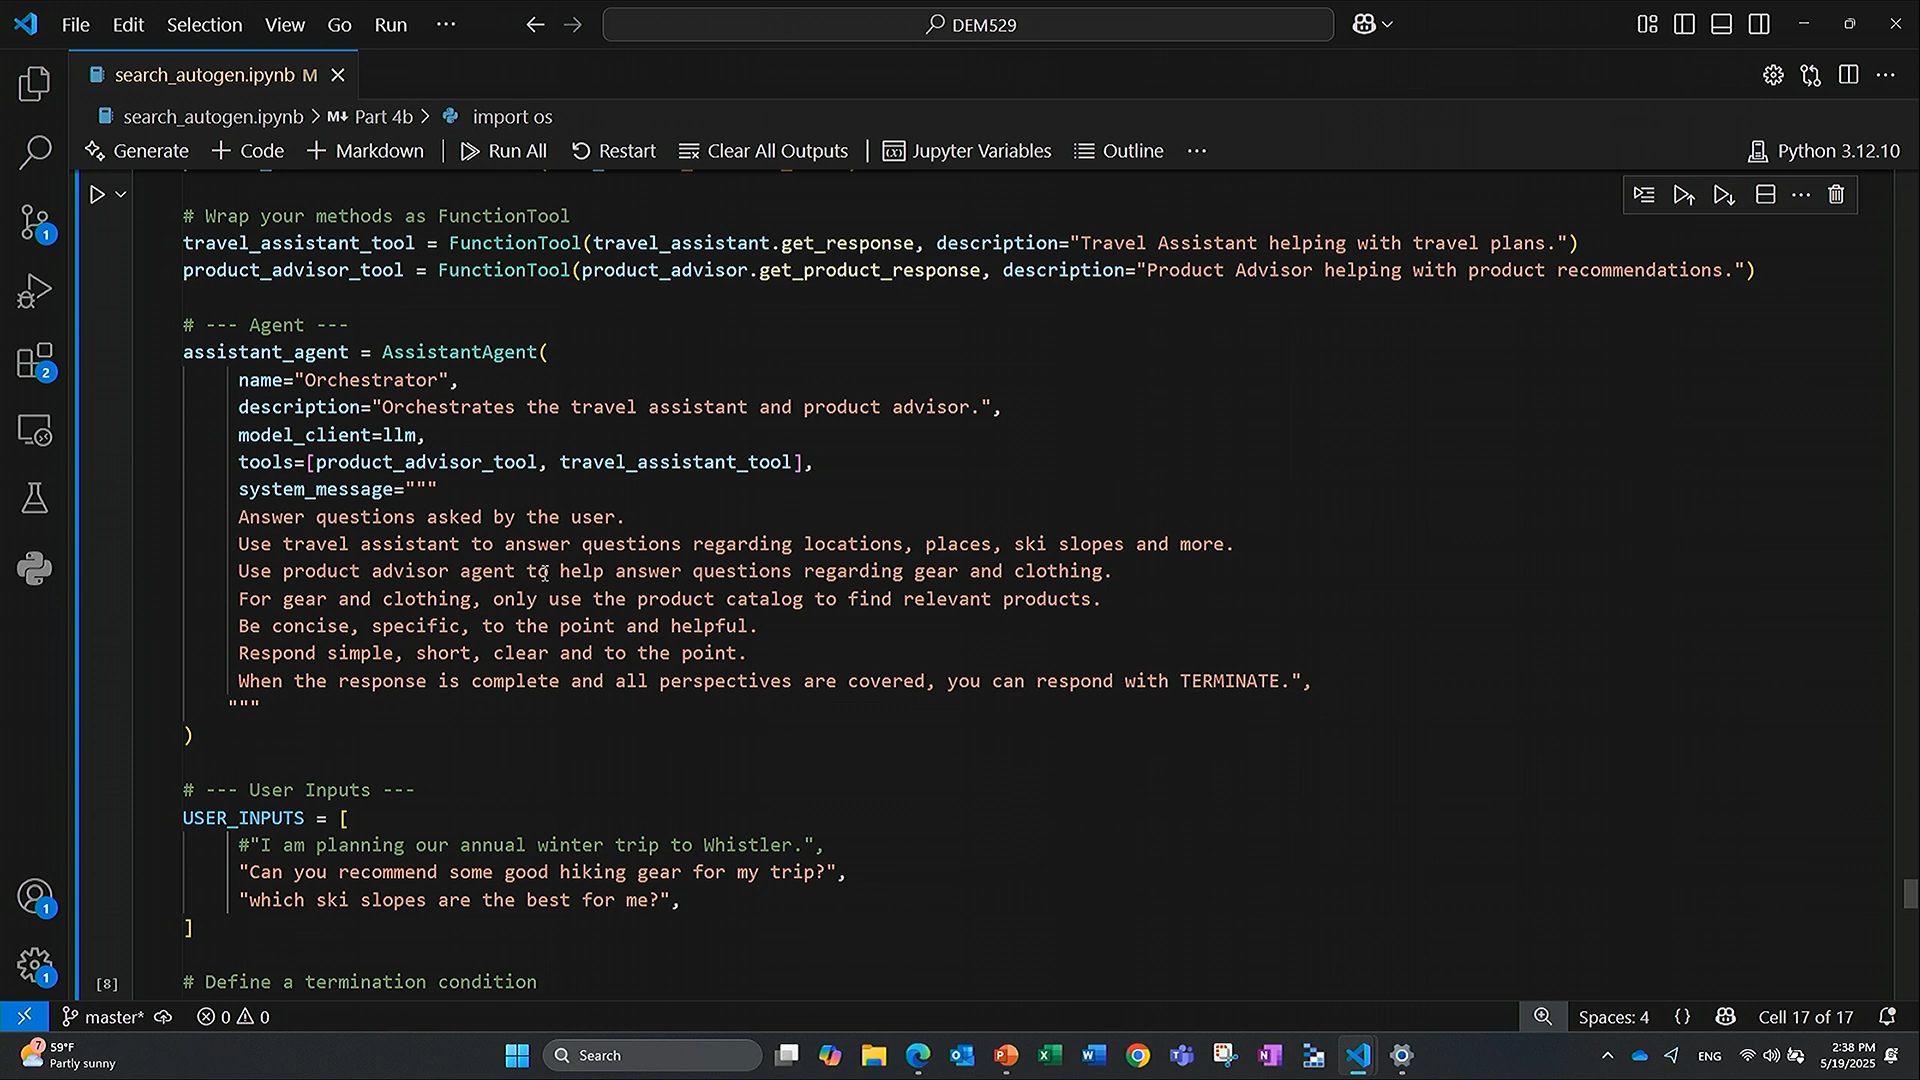 File Edit Selection View Go Run ··· DEM529
search_autogen.ipynb M
search_autogen.ipynb > M↓ Part 4b > import os
Generate + Code + Markdown Run All Restart Clear All Outputs Jupyter Variables Outline ··· Python 3.12.10
# Wrap your methods as FunctionTool
travel_assistant_tool = FunctionTool(travel_assistant.get_response, description="Travel Assistant helping with travel plans.")
product_advisor_tool = FunctionTool(product_advisor.get_product_response, description="Product Advisor helping with product recommendations.")
# --- Agent ---
assistant_agent = AssistantAgent(
name="Orchestrator",
description="Orchestrates the travel assistant and product advisor.",
model_client=llm,
tools=[product_advisor_tool, travel_assistant_tool],
system_message="""
Answer questions asked by the user.
Use travel assistant to answer questions regarding locations, places, ski slopes and more.
Use product advisor agent to help answer questions regarding gear and clothing.
For gear and clothing, only use the product catalog to find relevant products.
Be concise, specific, to the point and helpful.
Respond simple, short, clear and to the point.
When the response is complete and all perspectives are covered, you can respond with TERMINATE.",
"""
)
# --- User Inputs ---
USER_INPUTS = [
#"I am planning our annual winter trip to Whistler.",
"Can you recommend some good hiking gear for my trip?",
"which ski slopes are the best for me?",
]
[8] # Define a termination condition
1
2
1
1
master* 0 0 Spaces: 4 {} Cell 17 of 17
7 59°F
Partly sunny
Search
ENG
2:38 PM
5/19/2025